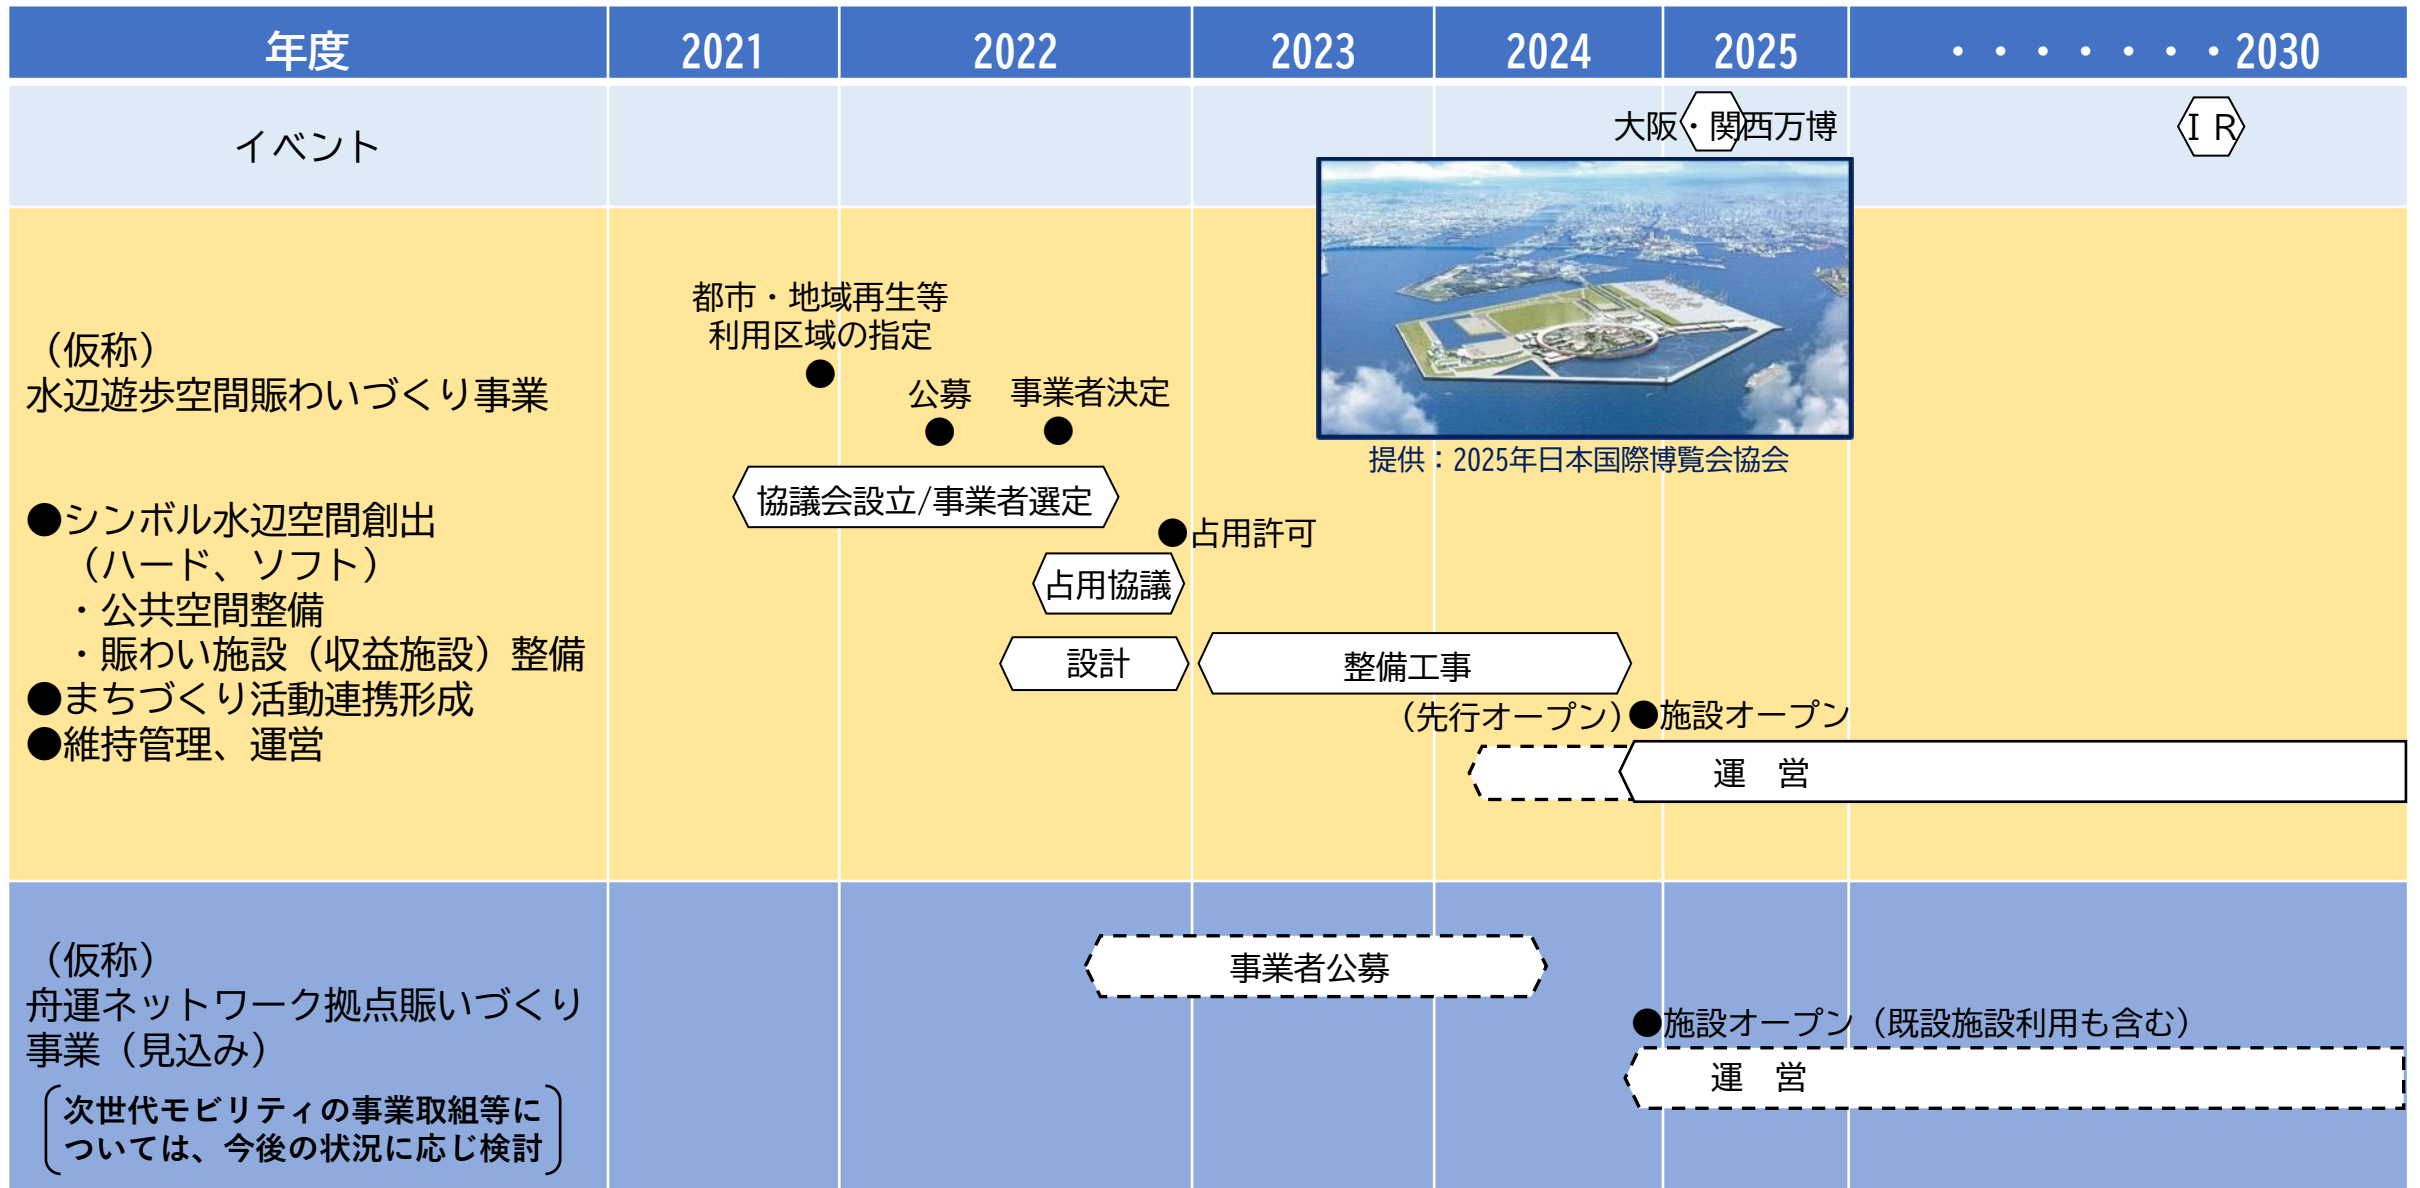 年度
2021
2022
2023
2024
2025
・・・・・・・2030
イベント
大阪・関西万博
ＩＲ
提供：2025年日本国際博覧会協会
（仮称）
水辺遊歩空間賑わいづくり事業
●シンボル水辺空間創出
（ハード、ソフト）
・公共空間整備
・賑わい施設（収益施設）整備
●まちづくり活動連携形成
●維持管理、運営
都市・地域再生等
利用区域の指定
●
公募
●
事業者決定
●
協議会設立/事業者選定
●占用許可
占用協議
設計
整備工事
（先行オープン）
●施設オープン
運　営
（仮称）
舟運ネットワーク拠点賑いづくり
事業（見込み）
次世代モビリティの事業取組等に
ついては、今後の状況に応じ検討
事業者公募
●施設オープン（既設施設利用も含む）
運　営